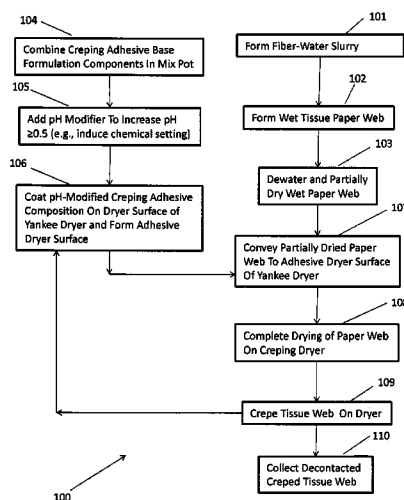 104
Combine Creping Adhesive Base
Formulation Components In Mix Pot
105
Add pH Modifier To Increase pH
≥0.5 (e.g., induce chemical setting)
106
Coat pH-Modified Creping Adhesive
Composition On Dryer Surface of
Yankee Dryer and Form Adhesive
Dryer Surface
101
Form Fiber-Water Slurry
102
Form Wet Tissue Paper Web
103
Dewater and Partially
Dry Wet Paper Web
107
Convey Partially Dried Paper
Web To Adhesive Dryer Surface
Of Yankee Dryer
108
Complete Drying of Paper Web
On Creping Dryer
109
Crepe Tissue Web On Dryer
110
Collect Decontacted
Creped Tissue Web
100